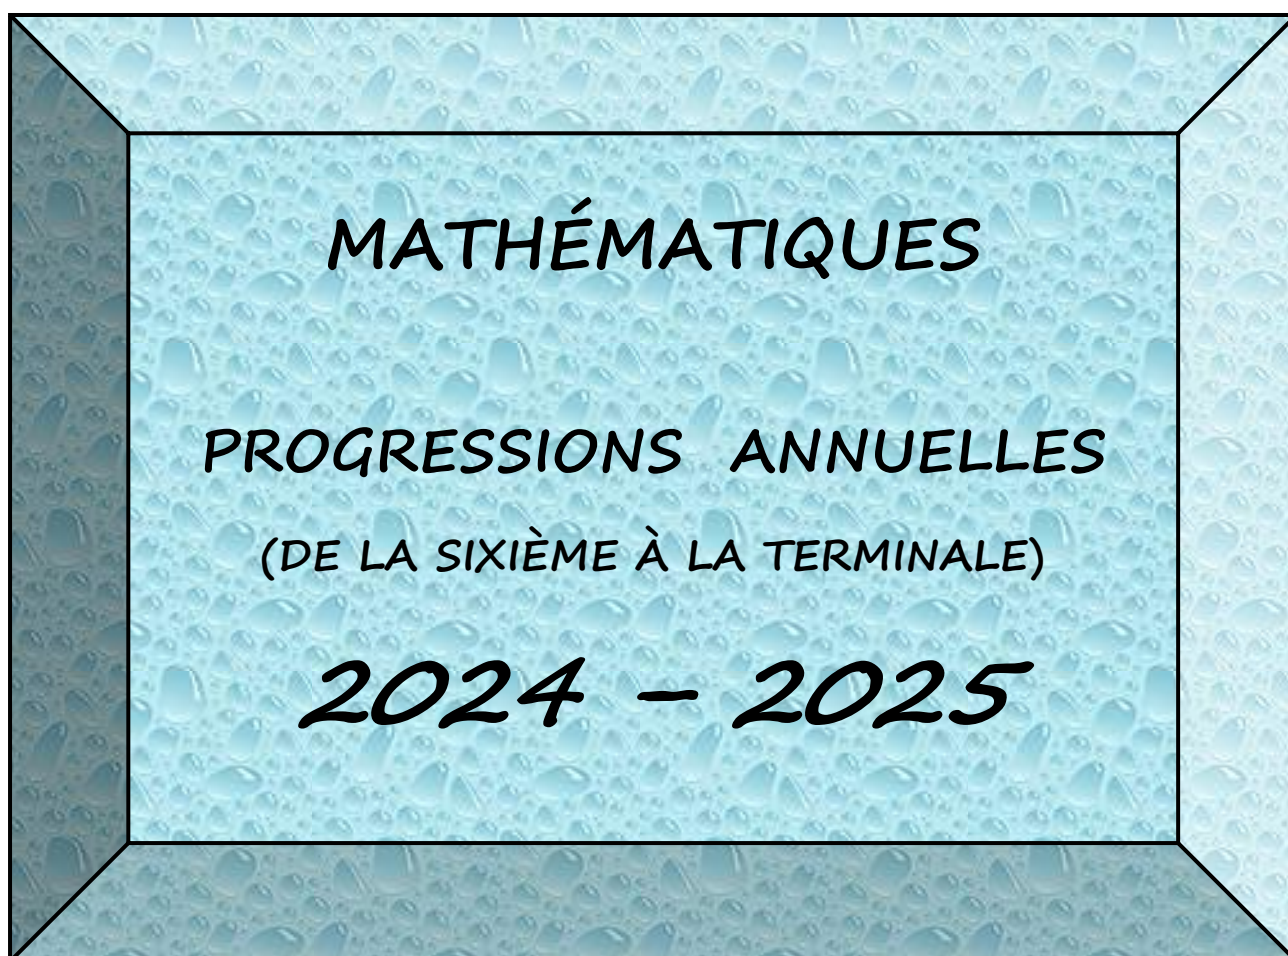 MATHÉMATIQUES
PROGRESSIONS ANNUELLES
(DE LA SIXIÈME À LA TERMINALE)
2024 – 2025